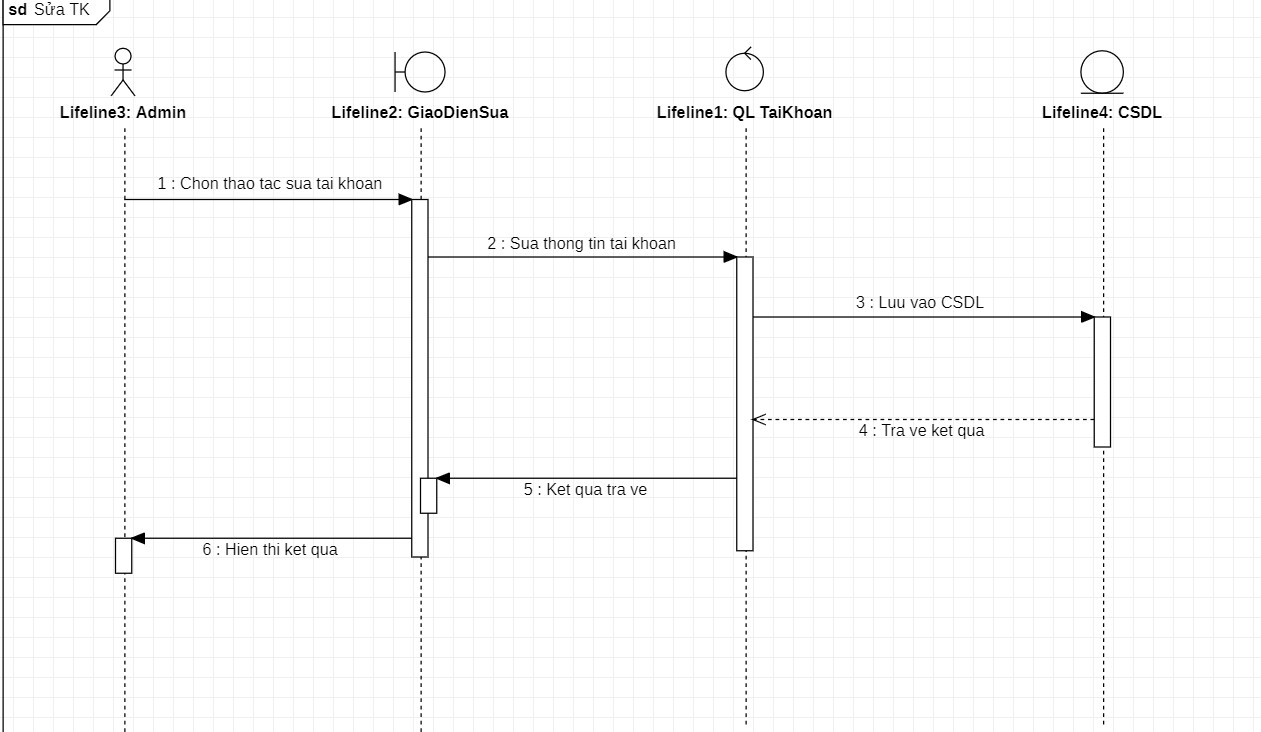 sd Sửa TK
Lifeline3: Admin
Lifeline2: GiaoDienSua
Lifeline1: QL TaiKhoan
Lifeline4: CSDL
1 : Chon thao tac sua tai khoan
2 : Sua thong tin tai khoan
3 : Luu vao CSDL
4 : Tra ve ket qua
5 : Ket qua tra ve
6 : Hien thi ket qua